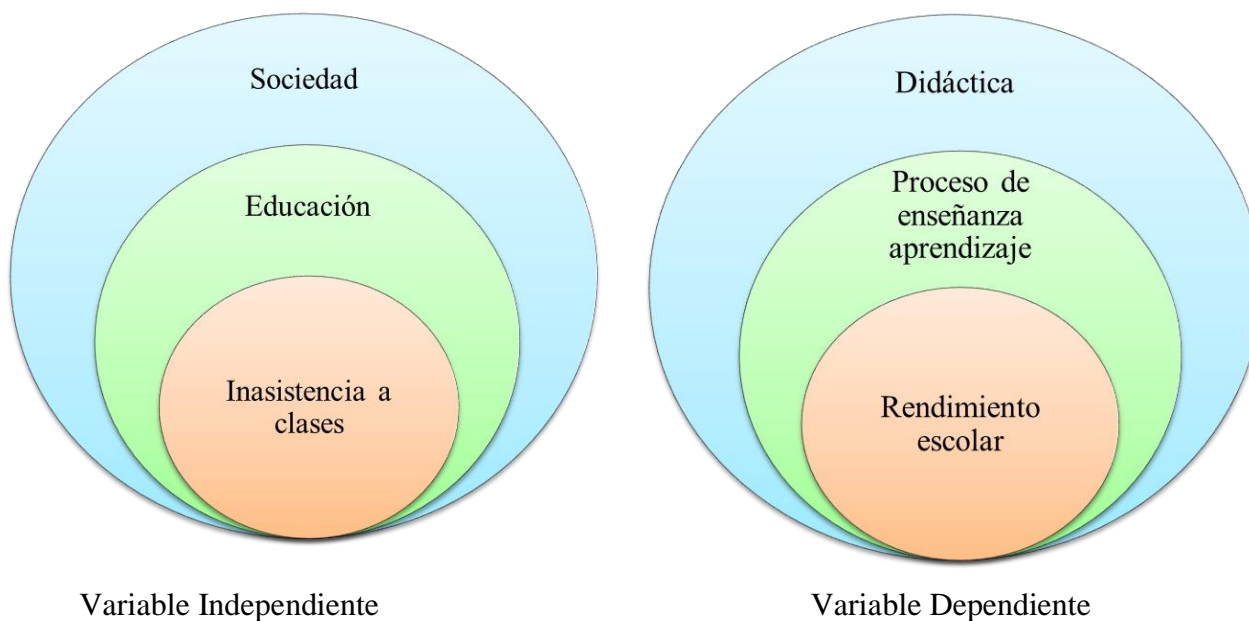 Sociedad
Educación
Inasistencia a
clases
Variable Independiente
Didáctica
Proceso de
enseñanza
aprendizaje
Rendimiento
escolar
Variable Dependiente